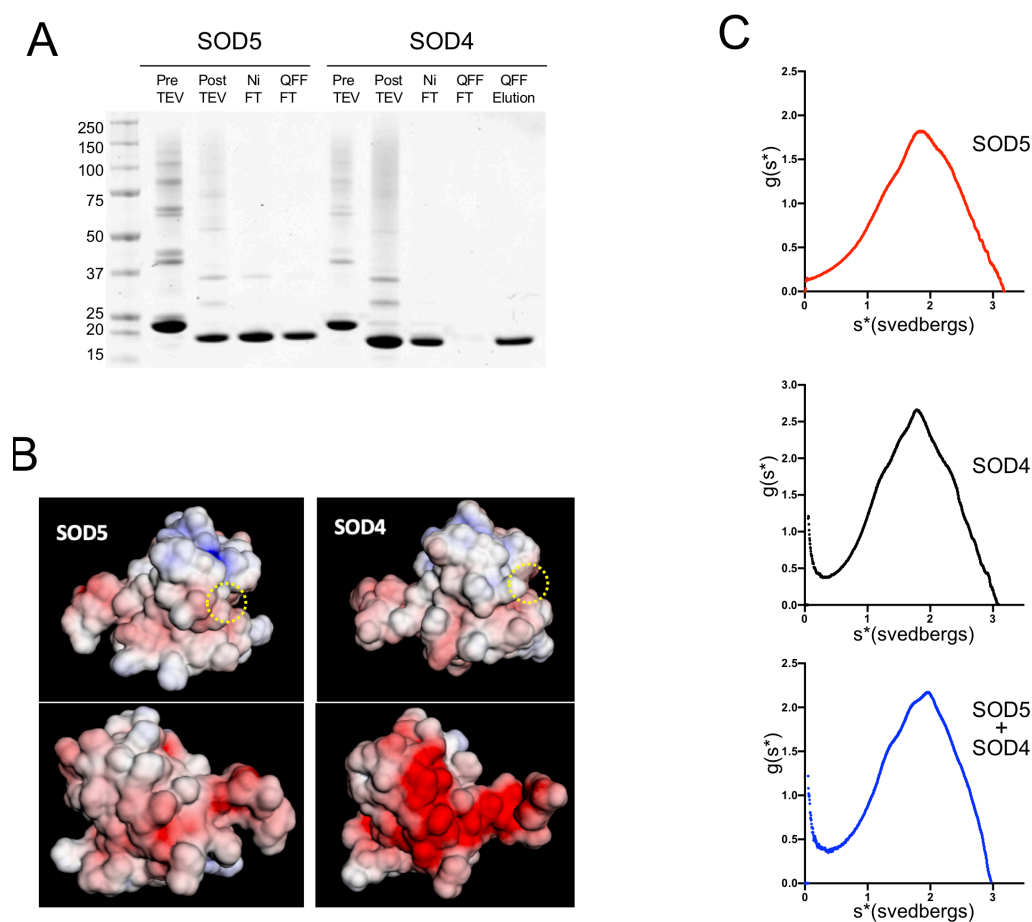 A
SOD5 SOD4
Pre TEV Post TEV Ni FT QFF FT Pre TEV Post TEV Ni FT QFF FT QFF Elution
250
150
100
75
50
37
25
20
15
B
SOD5 SOD4
C
2.5
2.0
1.5
1.0
0.5
0.0
g(s*)
SOD5
0 1 2 3
s*(svedbergs)
3.0
2.5
2.0
1.5
1.0
0.5
0.0
g(s*)
SOD4
0 1 2 3
s*(svedbergs)
2.5
2.0
1.5
1.0
0.5
0.0
g(s*)
SOD5
+
SOD4
0 1 2 3
s*(svedbergs)